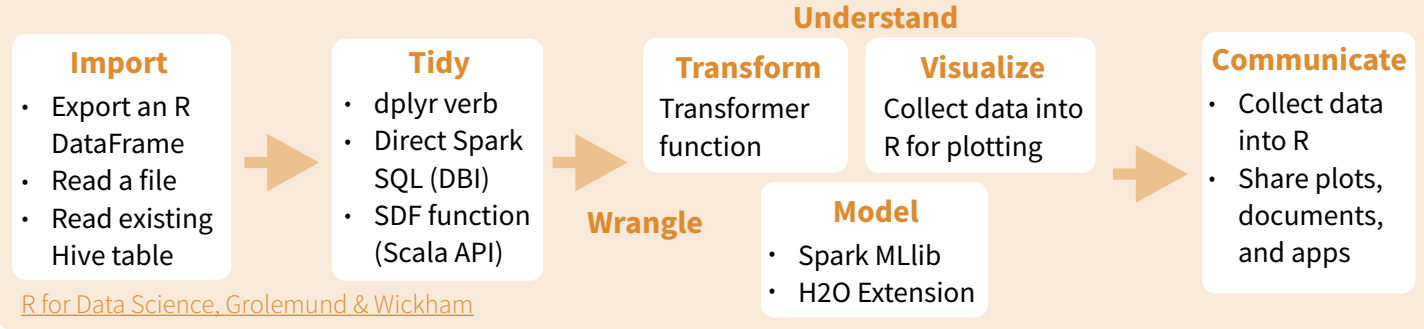 Import
• Export an R
DataFrame
• Read a file
• Read existing
Hive table
Tidy
• dplyr verb
• Direct Spark
SQL (DBI)
• SDF function
(Scala API)
Understand
Transform
Transformer
function
Visualize
Collect data into
R for plotting
Wrangle
Model
• Spark MLlib
• H2O Extension
Communicate
• Collect data
into R
• Share plots,
documents,
and apps
R for Data Science, Grolemund & Wickham